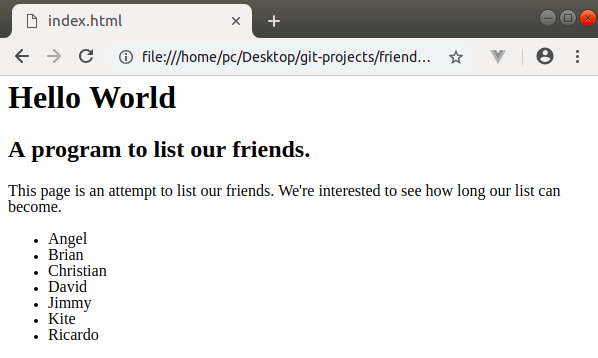 index.html
file:///home/pc/Desktop/git-projects/friend…
Hello World
A program to list our friends.
This page is an attempt to list our friends. We're interested to see how long our list can
become.
Angel
Brian
Christian
David
Jimmy
Kite
Ricardo